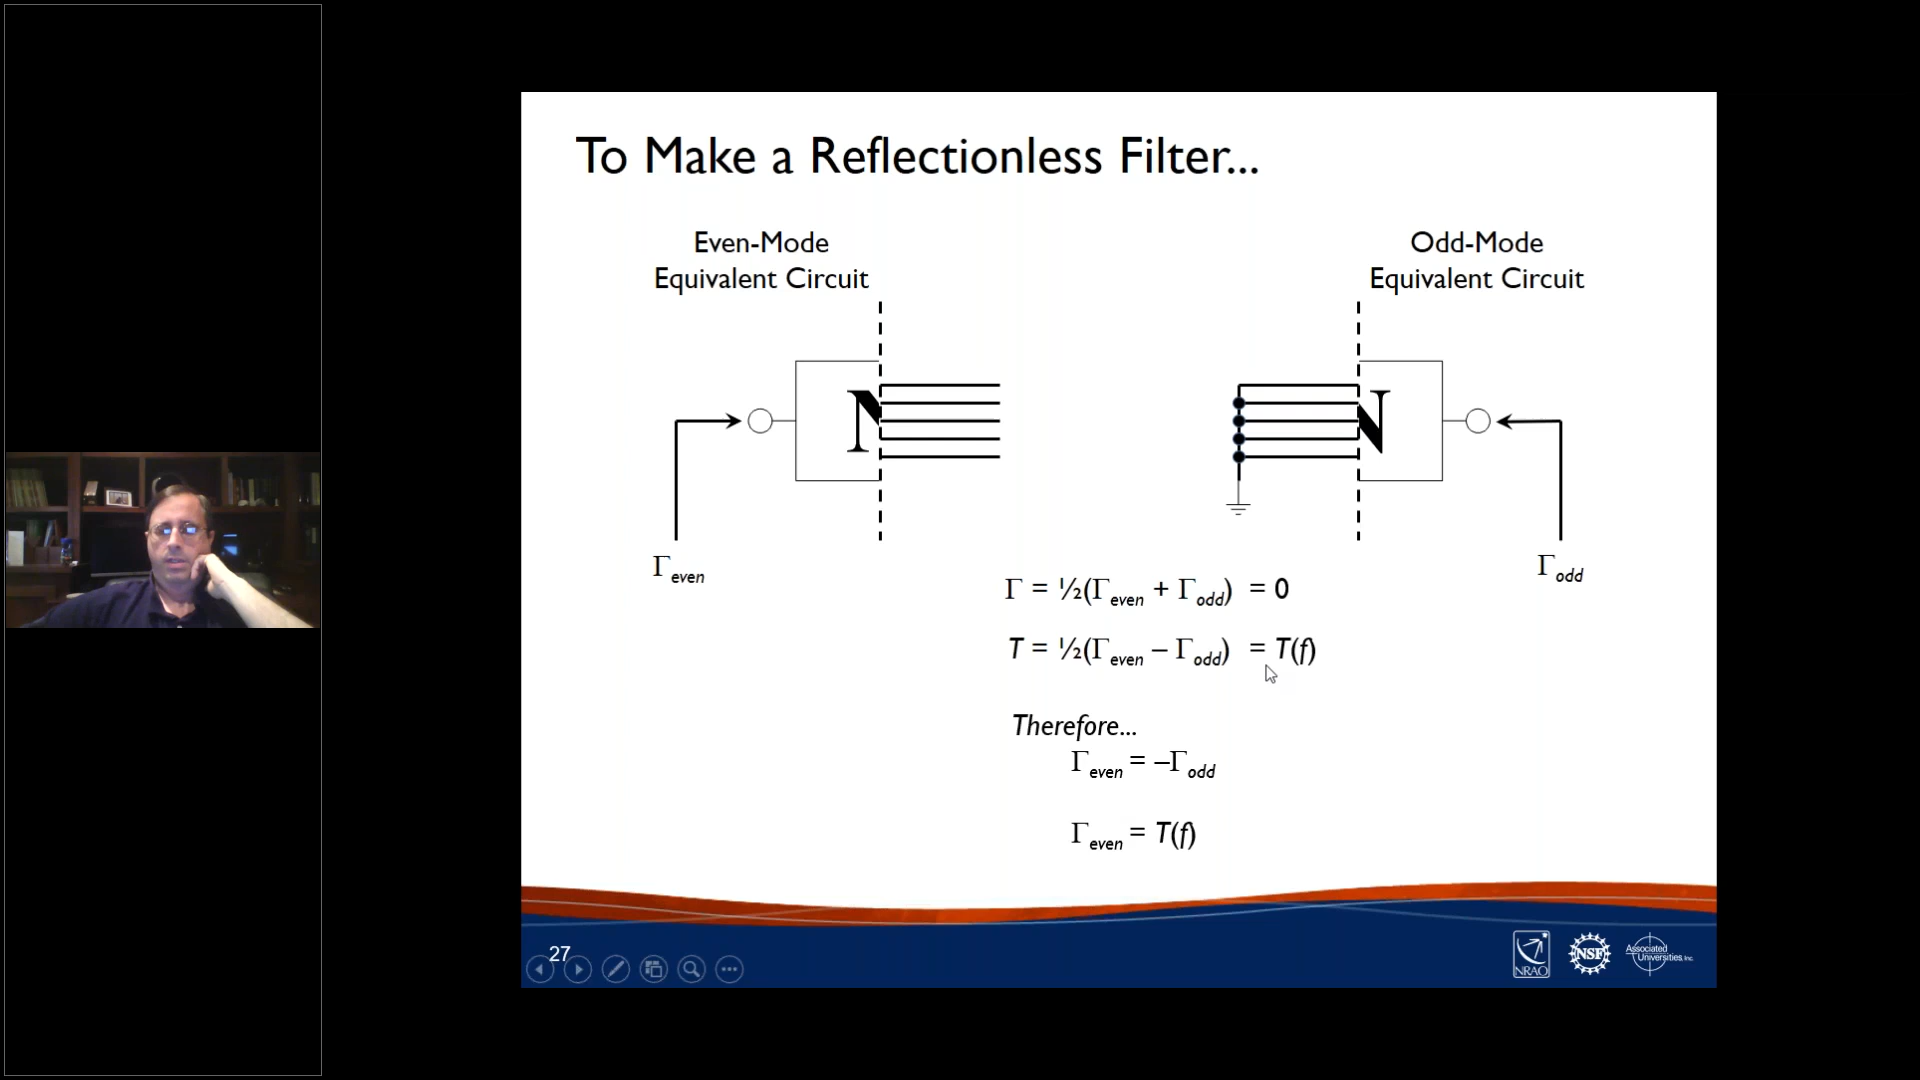 To Make a Reflectionless Filter...
Even-Mode
Equivalent Circuit
Odd-Mode
Equivalent Circuit
N
N
Γeven
Γodd
Γ = ½(Γeven + Γodd) = 0
T = ½(Γeven – Γodd) = T(f)
Therefore...
Γeven = –Γodd
Γeven = T(f)
27
NRAO
NSF
Associated
Universities, Inc.